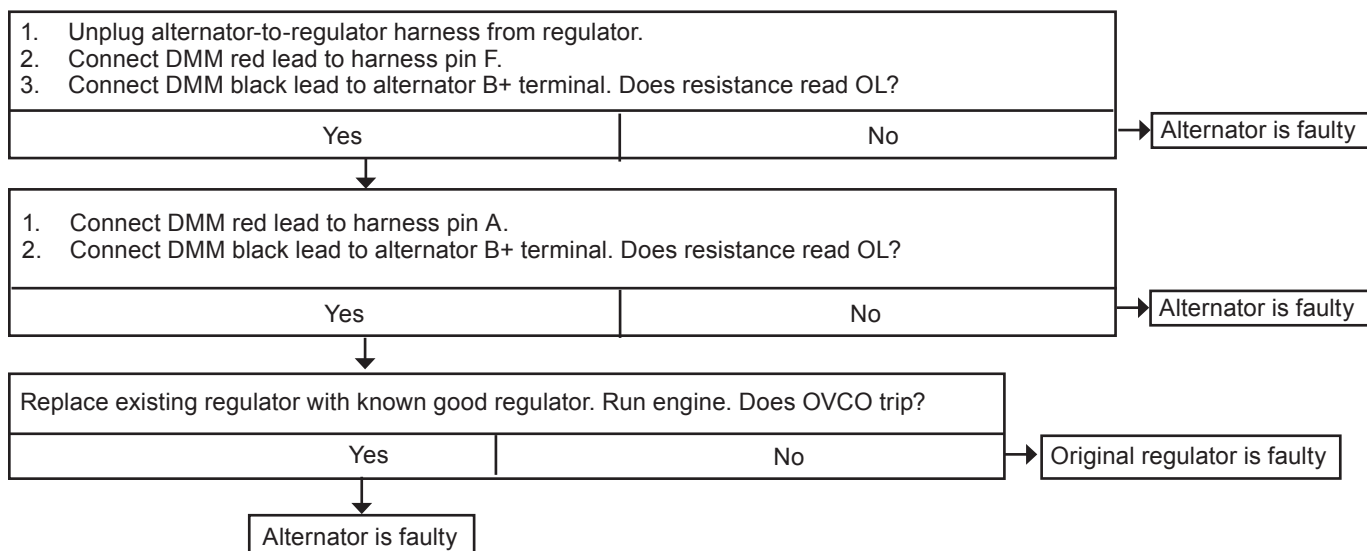 1. Unplug alternator-to-regulator harness from regulator.
2. Connect DMM red lead to harness pin F.
3. Connect DMM black lead to alternator B+ terminal. Does resistance read OL?
Yes
No
Alternator is faulty
1. Connect DMM red lead to harness pin A.
2. Connect DMM black lead to alternator B+ terminal. Does resistance read OL?
Yes
No
Alternator is faulty
Replace existing regulator with known good regulator. Run engine. Does OVCO trip?
Yes
No
Original regulator is faulty
Alternator is faulty